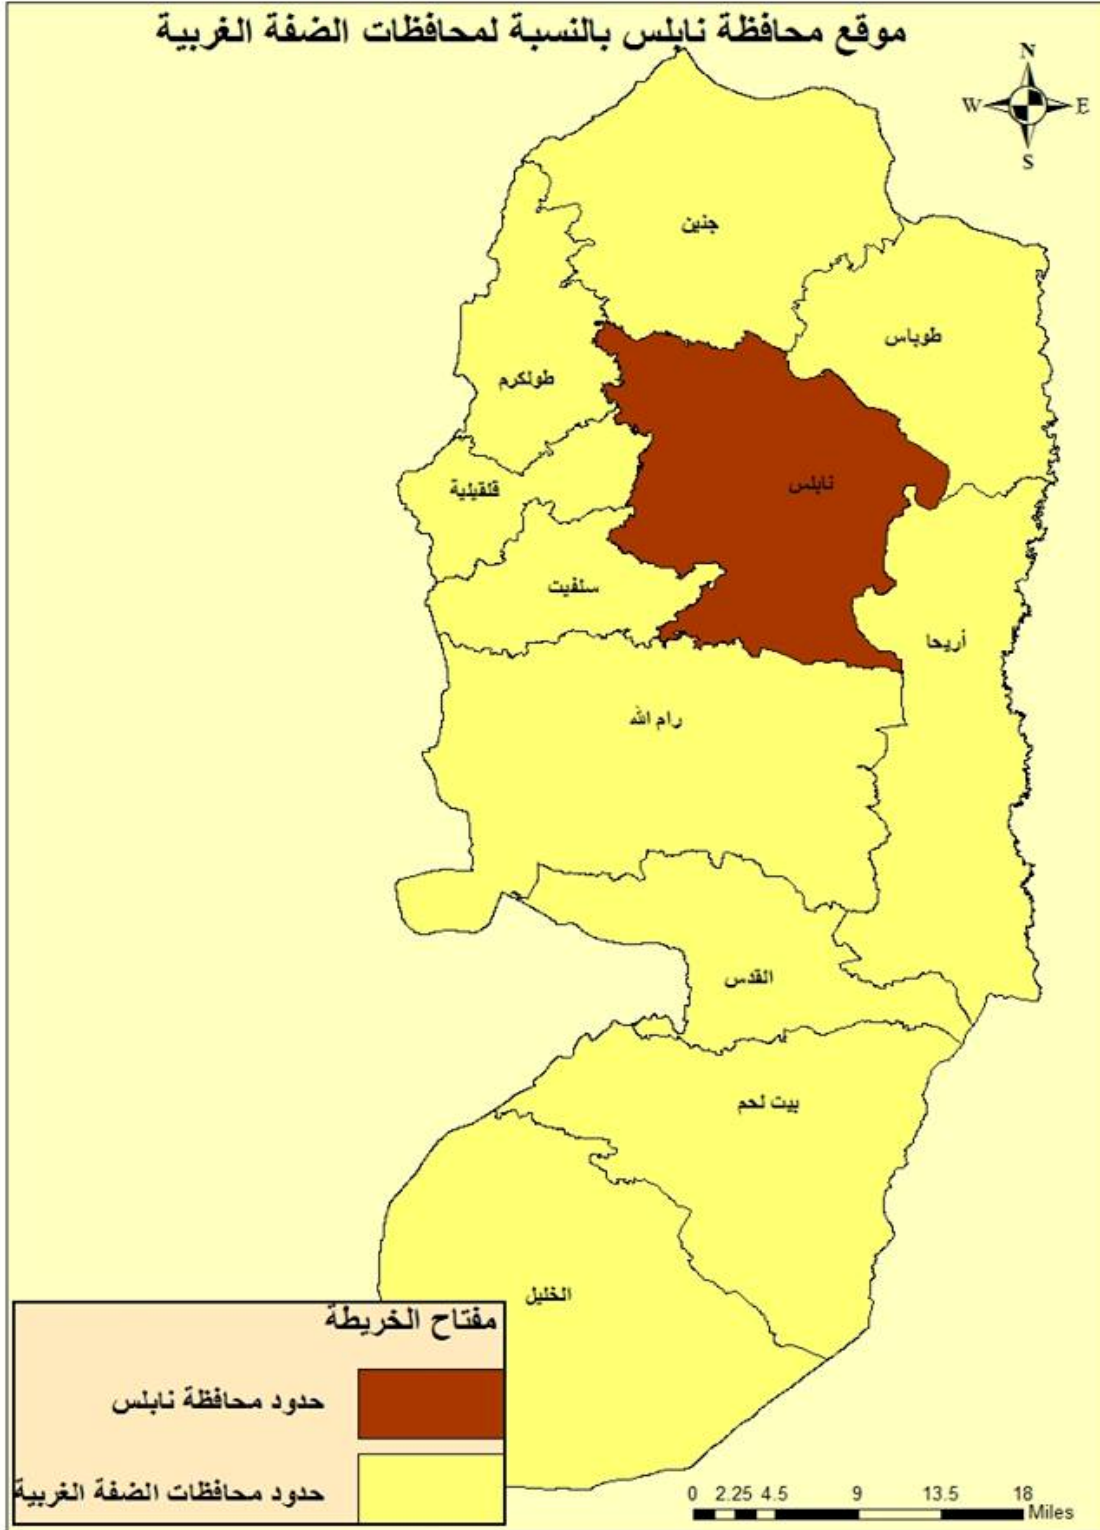 موقع محافظة نابلس بالنسبة لمحافظات الضفة الغربية
N
W E
S
جنين
طوباس
طولكرم
نابلس
قلقيلية
سلفيت
أريحا
رام الله
القدس
بيت لحم
الخليل
مفتاح الخريطة
حدود محافظة نابلس
حدود محافظات الضفة الغربية
0 2.25 4.5 9 13.5 18
Miles